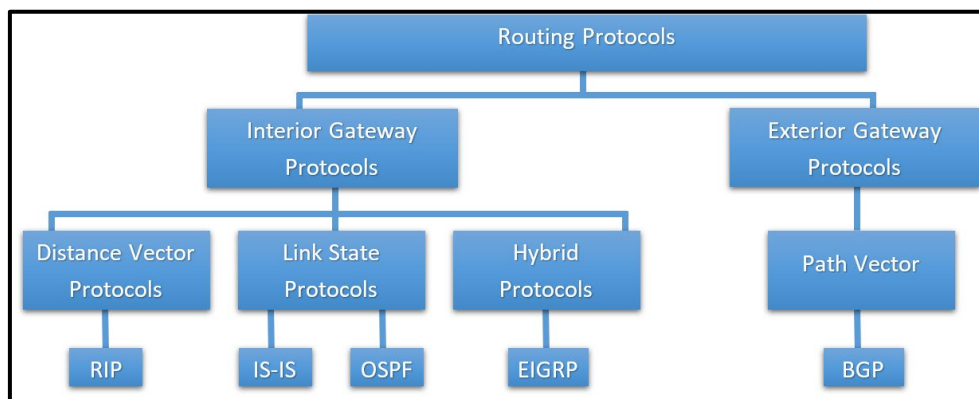 Routing Protocols
Interior Gateway
Protocols
Exterior Gateway
Protocols
Distance Vector
Protocols
Link State
Protocols
Hybrid
Protocols
Path Vector
RIP
IS-IS
OSPF
EIGRP
BGP